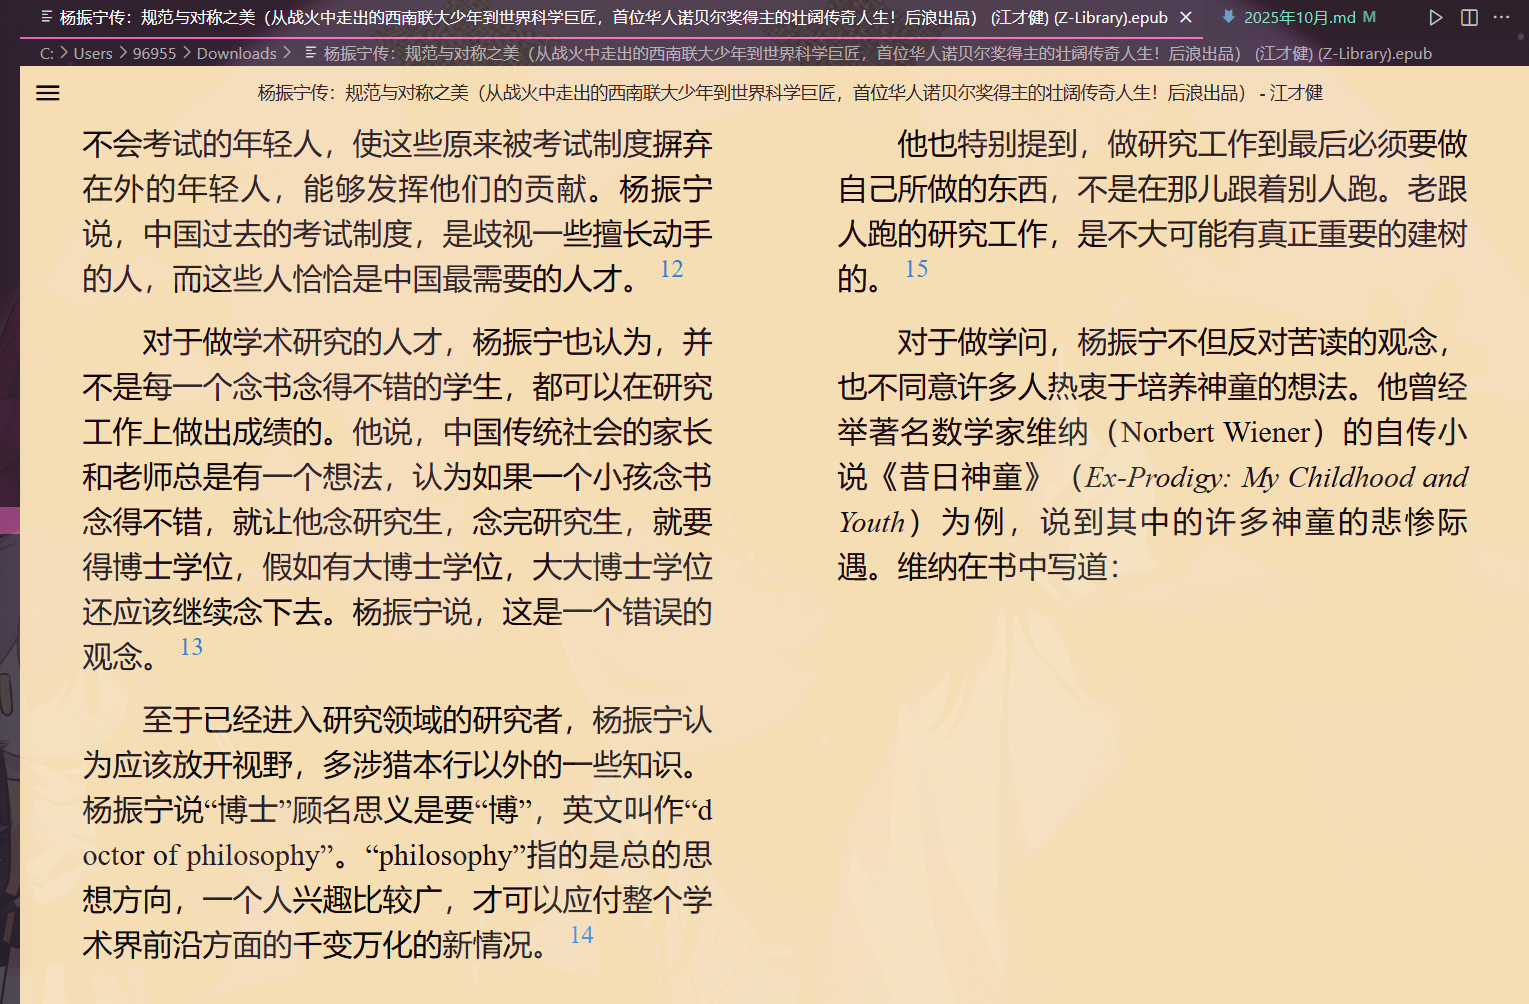 杨振宁传：规范与对称之美（从战火中走出的西南联大少年到世界科学巨匠，首位华人诺贝尔奖得主的壮阔传奇人生！后浪出品） (江才健) (Z-Library).epub
2025年10月.md M
C: > Users > 96955 > Downloads > 杨振宁传：规范与对称之美（从战火中走出的西南联大少年到世界科学巨匠，首位华人诺贝尔奖得主的壮阔传奇人生！后浪出品） (江才健) (Z-Library).epub
杨振宁传：规范与对称之美（从战火中走出的西南联大少年到世界科学巨匠，首位华人诺贝尔奖得主的壮阔传奇人生！后浪出品） - 江才健
不会考试的年轻人，使这些原来被考试制度摒弃
在外的年轻人，能够发挥他们的贡献。杨振宁
说，中国过去的考试制度，是歧视一些擅长动手
的人，而这些人恰恰是中国最需要的人才。 12
对于做学术研究的人才，杨振宁也认为，并
不是每一个念书念得不错的学生，都可以在研究
工作上做出成绩的。他说，中国传统社会的家长
和老师总是有一个想法，认为如果一个小孩念书
念得不错，就让他念研究生，念完研究生，就要
得博士学位，假如有大博士学位，大大博士学位
还应该继续念下去。杨振宁说，这是一个错误的
观念。 13
至于已经进入研究领域的研究者，杨振宁认
为应该放开视野，多涉猎本行以外的一些知识。
杨振宁说“博士”顾名思义是要“博”，英文叫作“d
octor of philosophy”。“philosophy”指的是总的思
想方向，一个人兴趣比较广，才可以应付整个学
术界前沿方面的千变万化的新情况。 14
他也特别提到，做研究工作到最后必须要做
自己所做的东西，不是在那儿跟着别人跑。老跟
人跑的研究工作，是不大可能有真正重要的建树
的。 15
对于做学问，杨振宁不但反对苦读的观念，
也不同意许多人热衷于培养神童的想法。他曾经
举著名数学家维纳（Norbert Wiener）的自传小
说《昔日神童》（Ex-Prodigy: My Childhood and
Youth）为例，说到其中的许多神童的悲惨际
遇。维纳在书中写道：